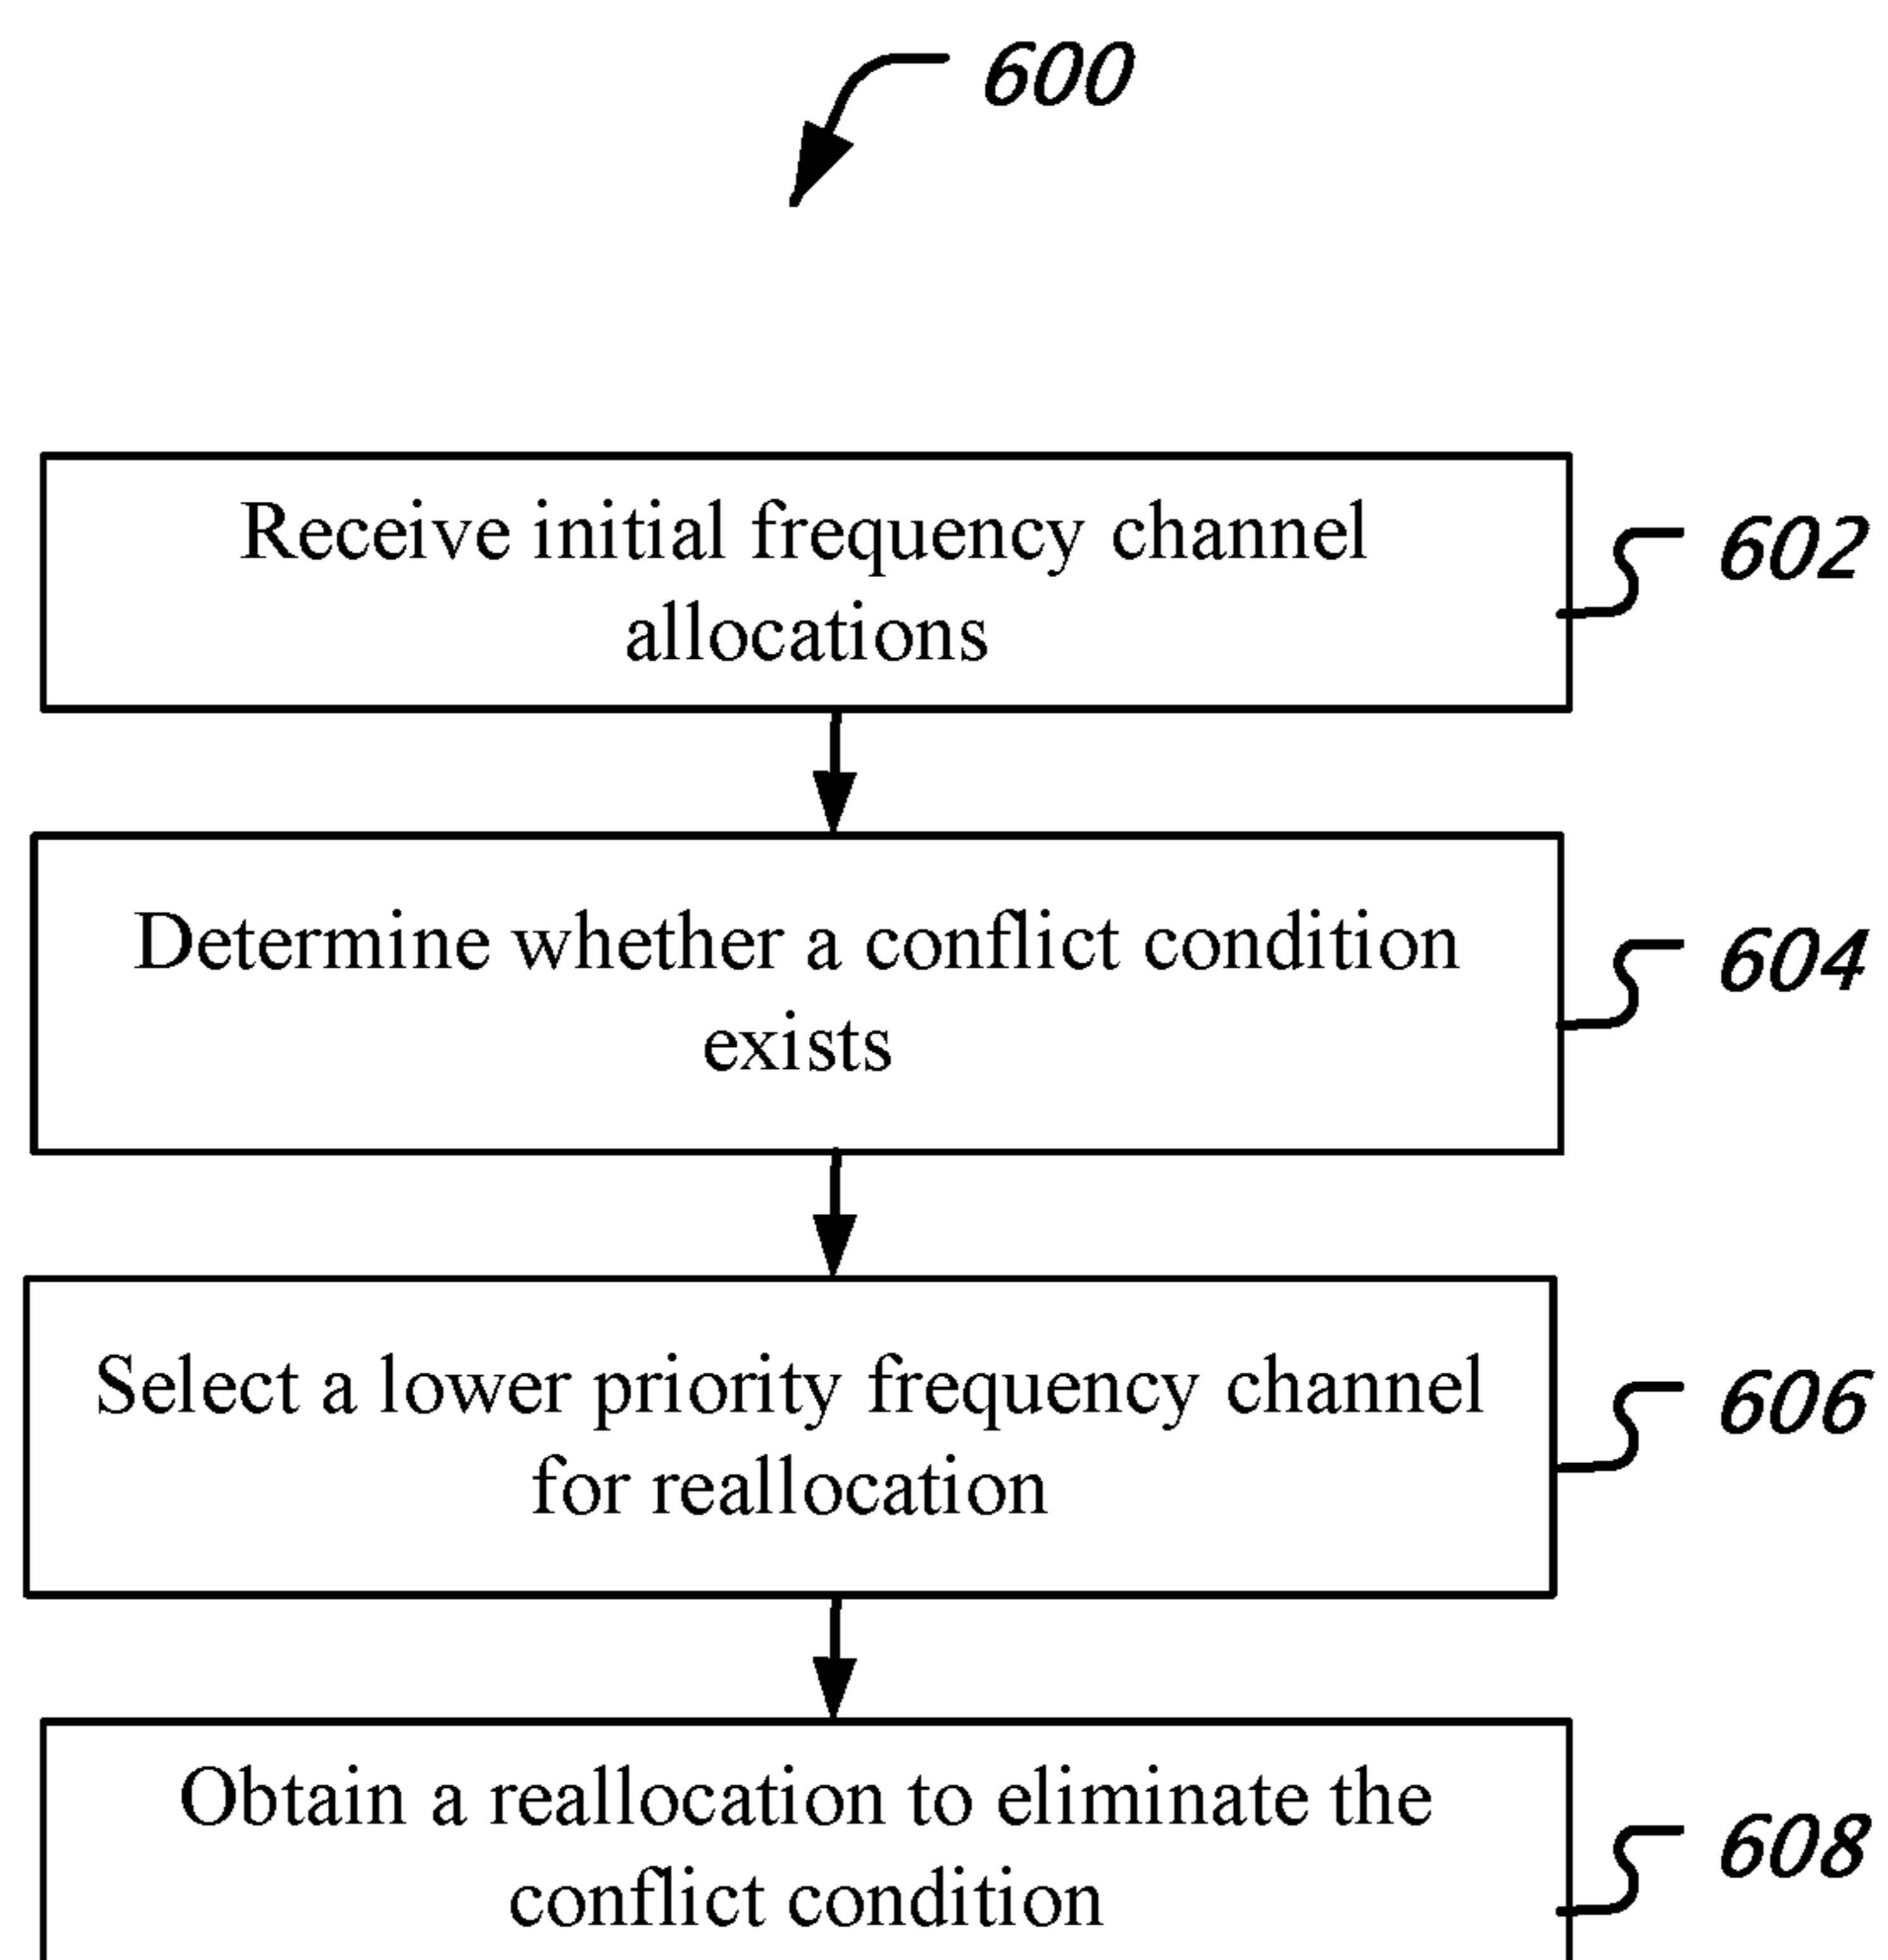 600
Receive initial frequency channel
allocations
602
Determine whether a conflict condition
exists
604
Select a lower priority frequency channel
for reallocation
606
Obtain a reallocation to eliminate the
conflict condition
608